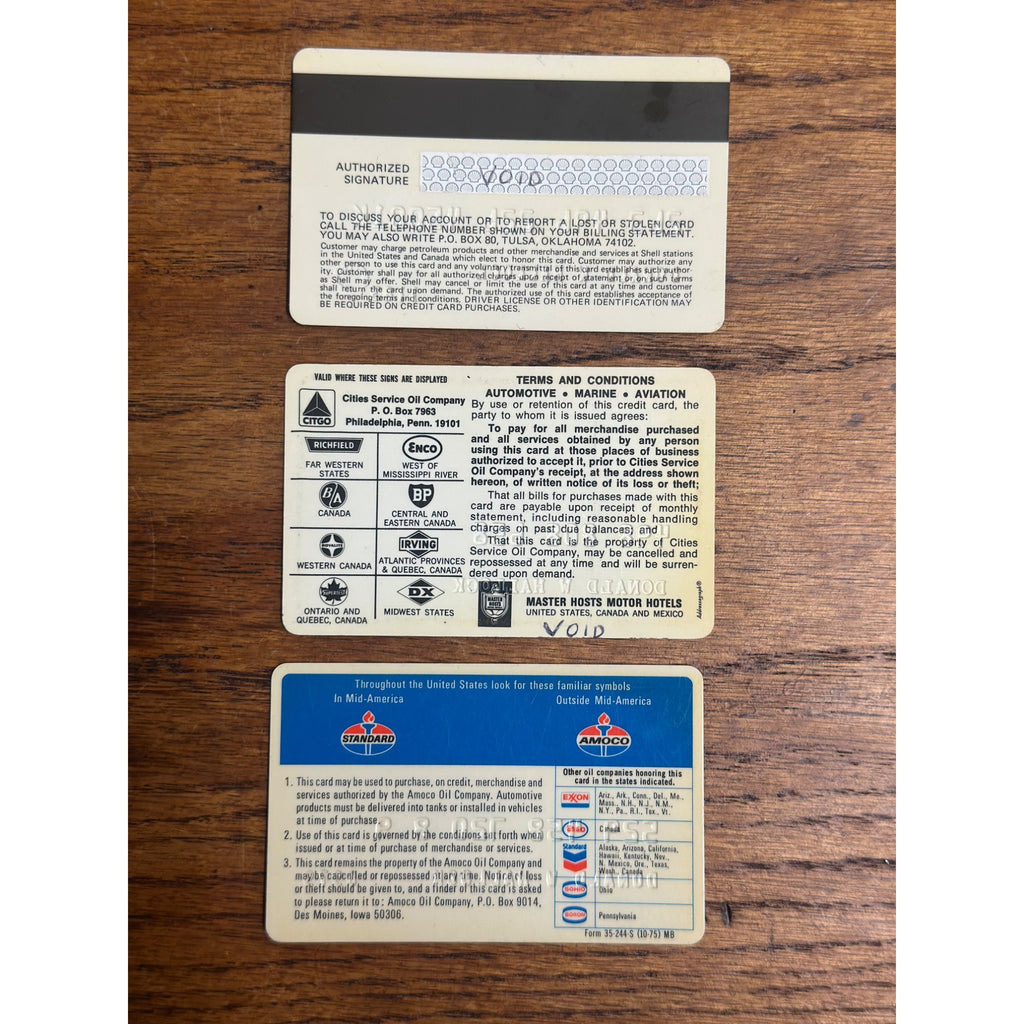 AUTHORIZED
SIGNATURE
VOID
TO DISCUSS YOUR ACCOUNT OR TO REPORT A LOST OR STOLEN CARD
CALL THE TELEPHONE NUMBER SHOWN ON YOUR BILLING STATEMENT.
YOU MAY ALSO WRITE P.O. BOX 80, TULSA, OKLAHOMA 74102.
Customer may charge petroleum products and other merchandise and services at Shell stations
in the United States and Canada which elect to honor this card. Customer may authorize any
other person to use this card and any voluntary transmittal of this card establishes such author-
ity. Customer shall pay for all authorized charges upon receipt of statement or on such terms
as Shell may offer. Shell may cancel or limit the use of this card at any time and customer
shall return the card upon demand. The authorized use of this card establishes acceptance of
the foregoing terms and conditions. DRIVER LICENSE OR OTHER IDENTIFICATION MAY
BE REQUIRED ON CREDIT CARD PURCHASES.
VALID WHERE THESE SIGNS ARE DISPLAYED
CITGO
Cities Service Oil Company
P. O. Box 7963
Philadelphia, Penn. 19101
RICHFIELD
FAR WESTERN
STATES
ENCO
WEST OF
MISSISSIPPI RIVER
B/A
CANADA
BP
CENTRAL AND
EASTERN CANADA
ROYALITE
WESTERN CANADA
IRVING
ATLANTIC PROVINCES
& QUEBEC, CANADA
SUPERTEST
ONTARIO AND
QUEBEC, CANADA
DX
MIDWEST STATES
TERMS AND CONDITIONS
AUTOMOTIVE • MARINE • AVIATION
By use or retention of this credit card, the
party to whom it is issued agrees:
To pay for all merchandise purchased
and all services obtained by any person
using this card at those places of business
authorized to accept it, prior to Cities Service
Oil Company's receipt, at the address shown
hereon, of written notice of its loss or theft;
That all bills for purchases made with this
card are payable upon receipt of monthly
statement, including reasonable handling
charges on past due balances; and
That this card is the property of Cities
Service Oil Company, may be cancelled and
repossessed at any time and will be surren-
dered upon demand.
DONALD W HANCOCK
MASTER
HOSTS
MASTER HOSTS MOTOR HOTELS
UNITED STATES, CANADA AND MEXICO
Addressograph®
VOID
Throughout the United States look for these familiar symbols
In Mid-America
Outside Mid-America
STANDARD
AMOCO
1. This card may be used to purchase, on credit, merchandise and
services authorized by the Amoco Oil Company. Automotive
products must be delivered into tanks or installed in vehicles
at time of purchase.
2. Use of this card is governed by the conditions set forth when
issued or at time of purchase of merchandise or services.
3. This card remains the property of the Amoco Oil Company and
may be cancelled or repossessed at any time. Notice of loss
or theft should be given to, and a finder of this card is asked
to please return it to: Amoco Oil Company, P.O. Box 9014,
Des Moines, Iowa 50306.
Other oil companies honoring this
card in the states indicated.
EXXON
Ariz., Ark., Conn., Del., Me.,
Mass., N.H., N.J., N.M.,
N.Y., Pa., R.I., Tex., Vt.
Esso
Canada
Standard
Alaska, Arizona, California,
Hawaii, Kentucky, Nev.,
N. Mexico, Ore., Texas,
Wash., Canada
SOHIO
Ohio
BORON
Pennsylvania
Form 35-244-S (10-75) MB